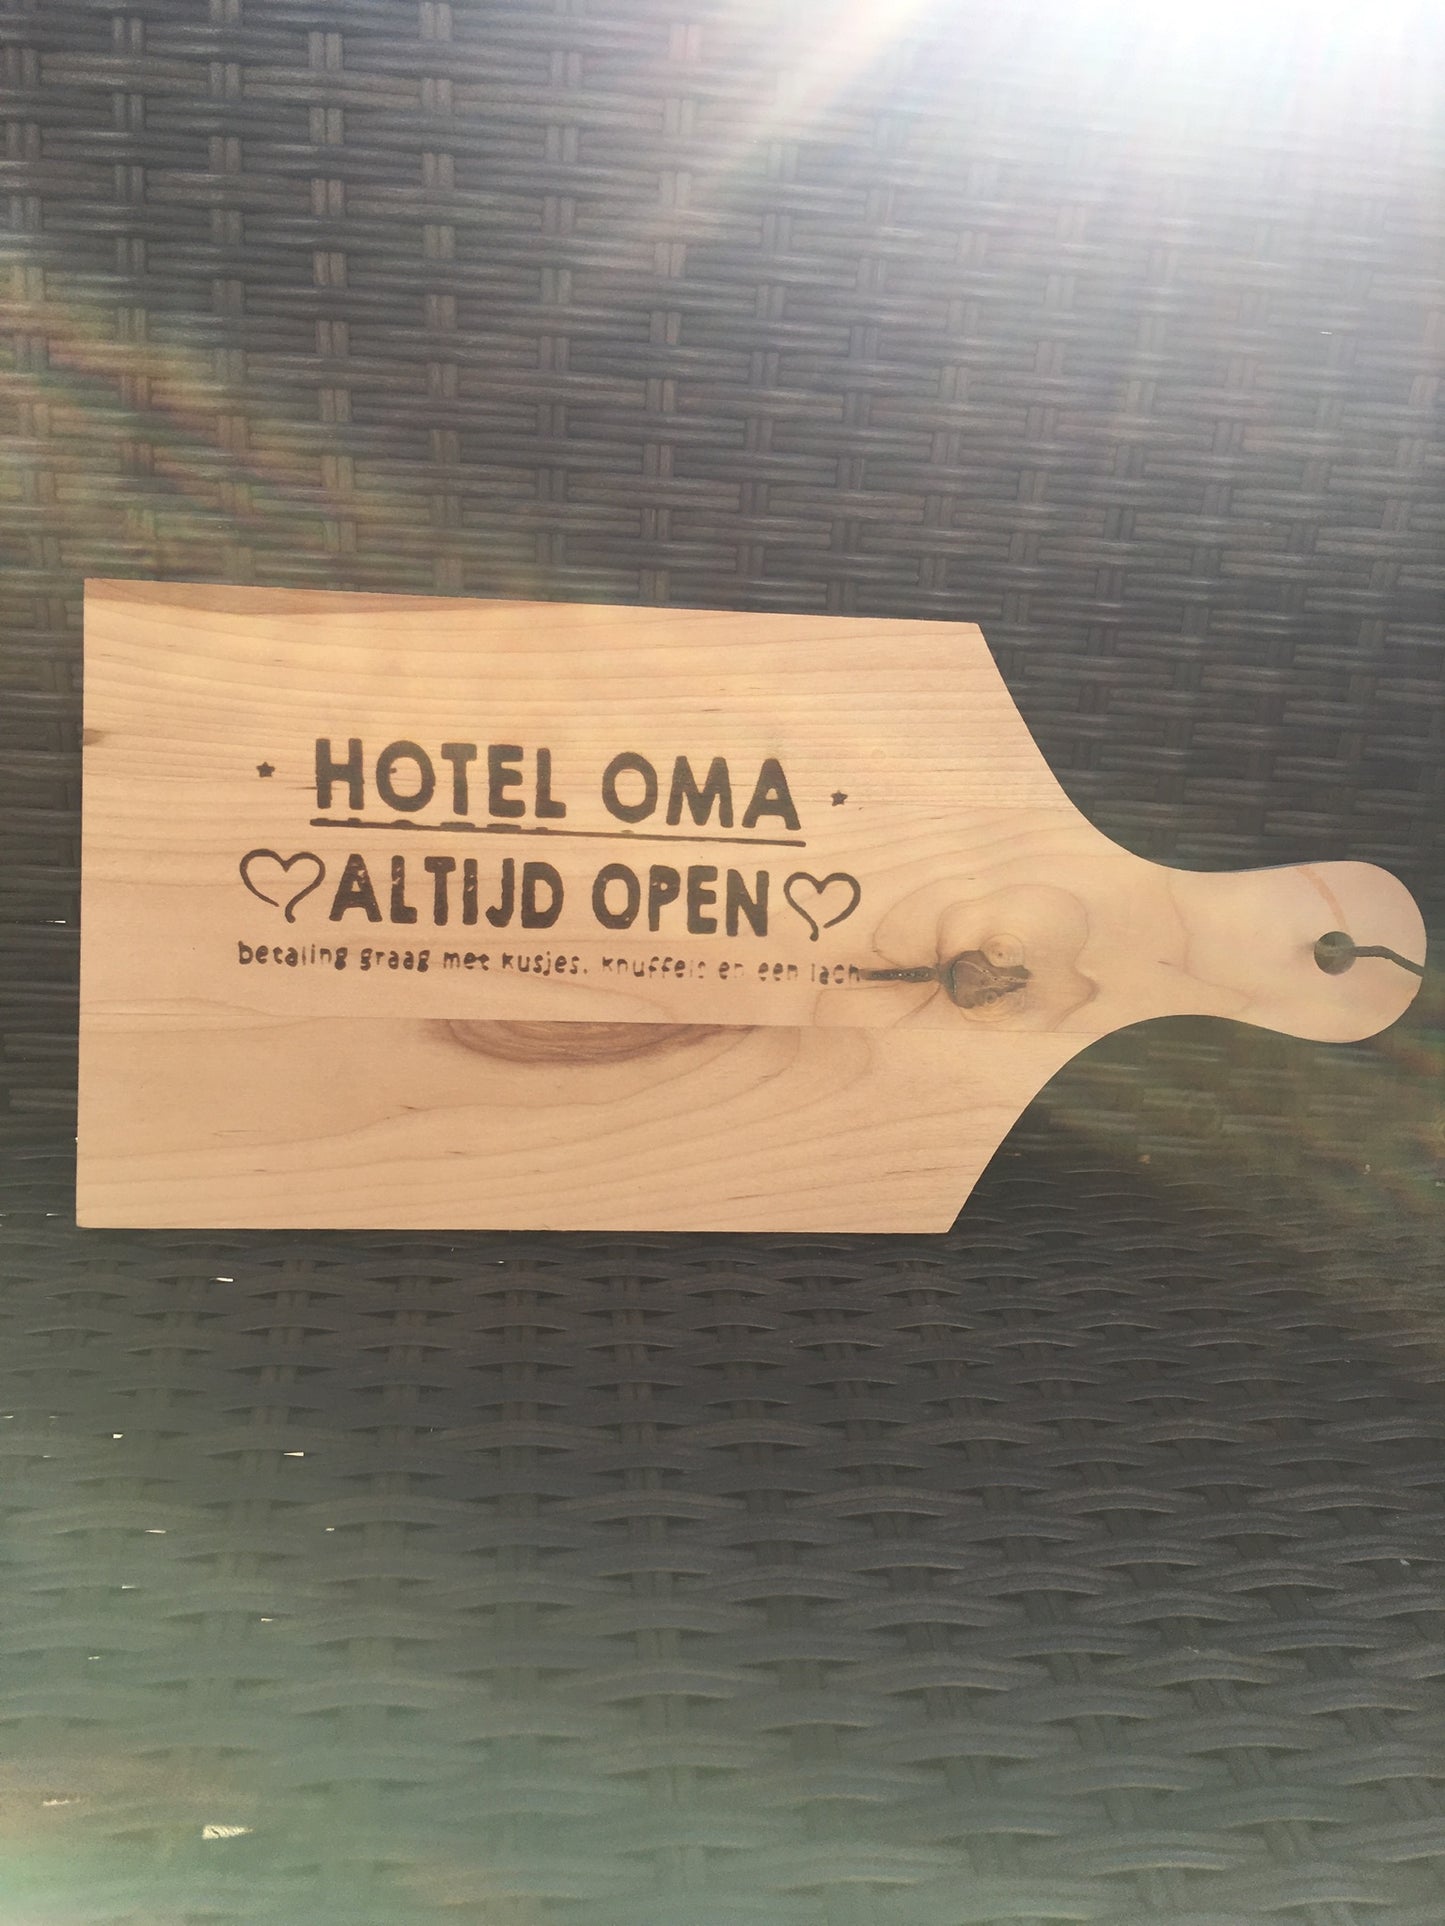 HOTEL OMA
ALTIJD OPEN
betaling graag met kusjes, knuffels en een lach